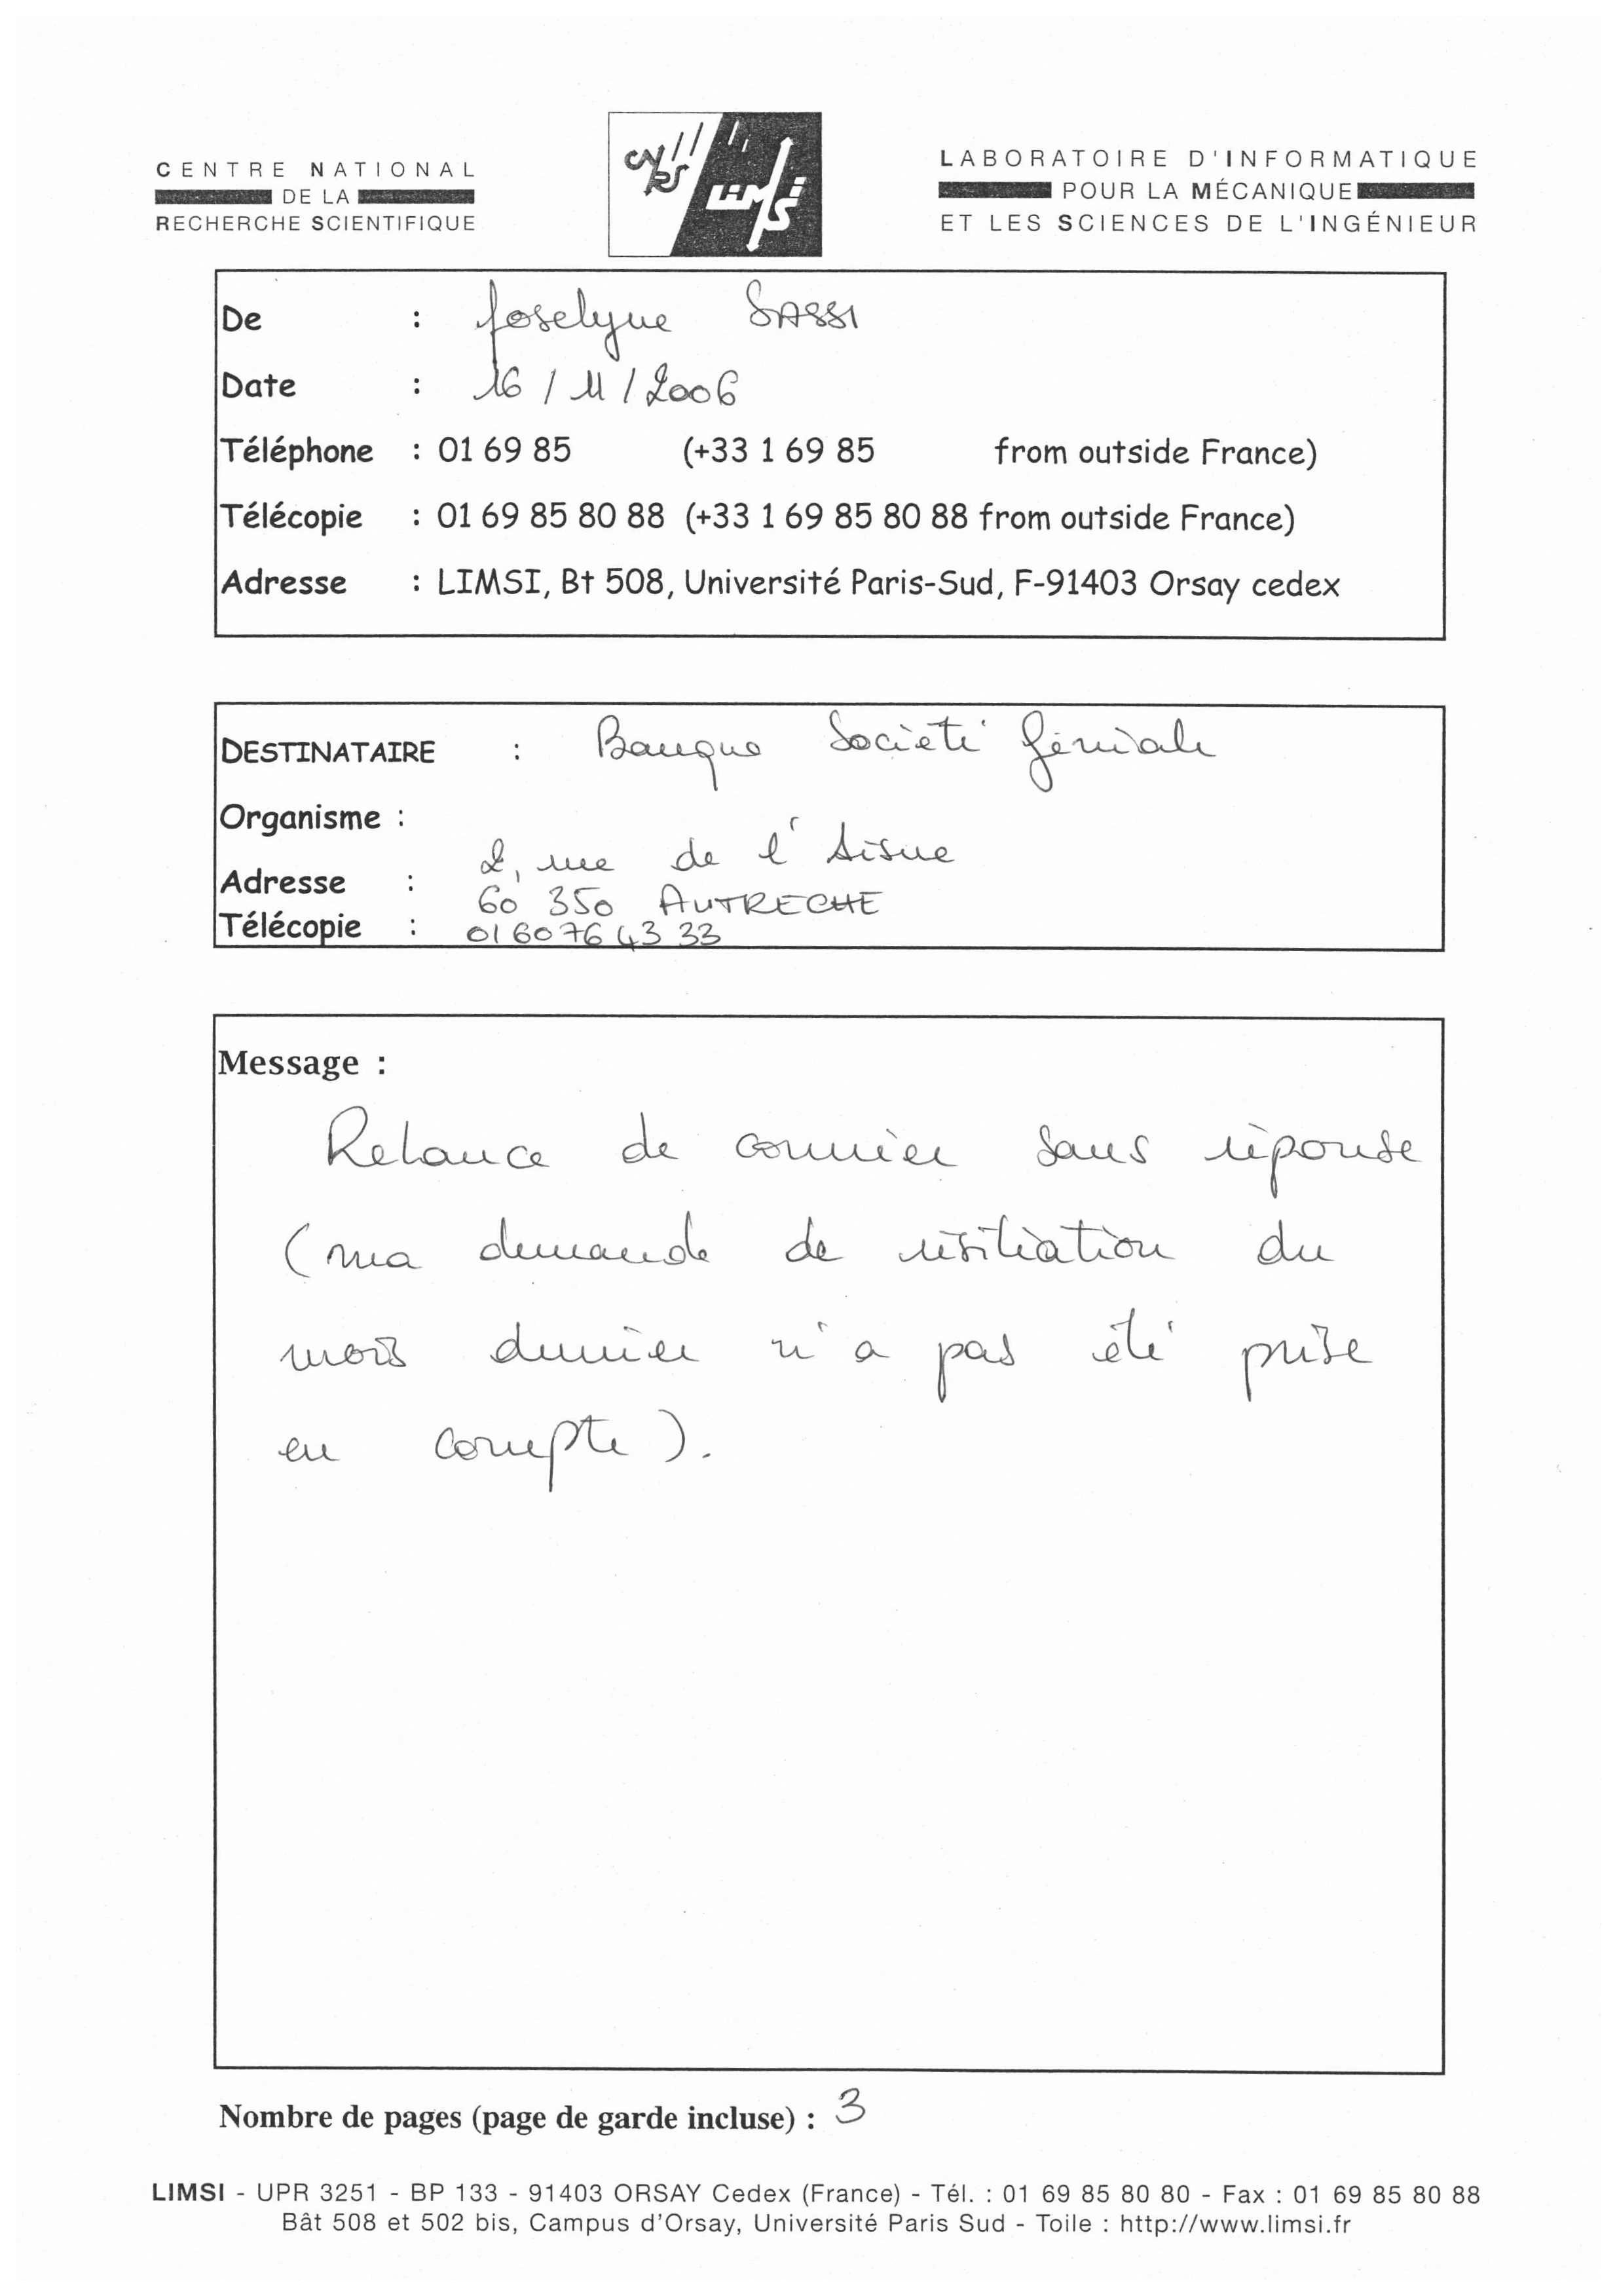 CENTRE NATIONAL
DE LA
RECHERCHE SCIENTIFIQUE
CNRS
LIMSI
LABORATOIRE D'INFORMATIQUE
POUR LA MÉCANIQUE
ET LES SCIENCES DE L'INGÉNIEUR
De : Joselyne SASSI
Date : 16/11/2006
Téléphone : 01 69 85 (+33 1 69 85 from outside France)
Télécopie : 01 69 85 80 88 (+33 1 69 85 80 88 from outside France)
Adresse : LIMSI, Bt 508, Université Paris-Sud, F-91403 Orsay cedex
DESTINATAIRE : Banque Société Géniale
Organisme :
Adresse : 2, rue de l'Aisne
60 350 AUTRECHE
Télécopie : 01 60 76 43 33
Message :
Relance de courrier sans réponse
(ma demande de résiliation du
mois dernier n'a pas été prise
en compte).
Nombre de pages (page de garde incluse) : 3
LIMSI - UPR 3251 - BP 133 - 91403 ORSAY Cedex (France) - Tél. : 01 69 85 80 80 - Fax : 01 69 85 80 88
Bât 508 et 502 bis, Campus d'Orsay, Université Paris Sud - Toile : http://www.limsi.fr